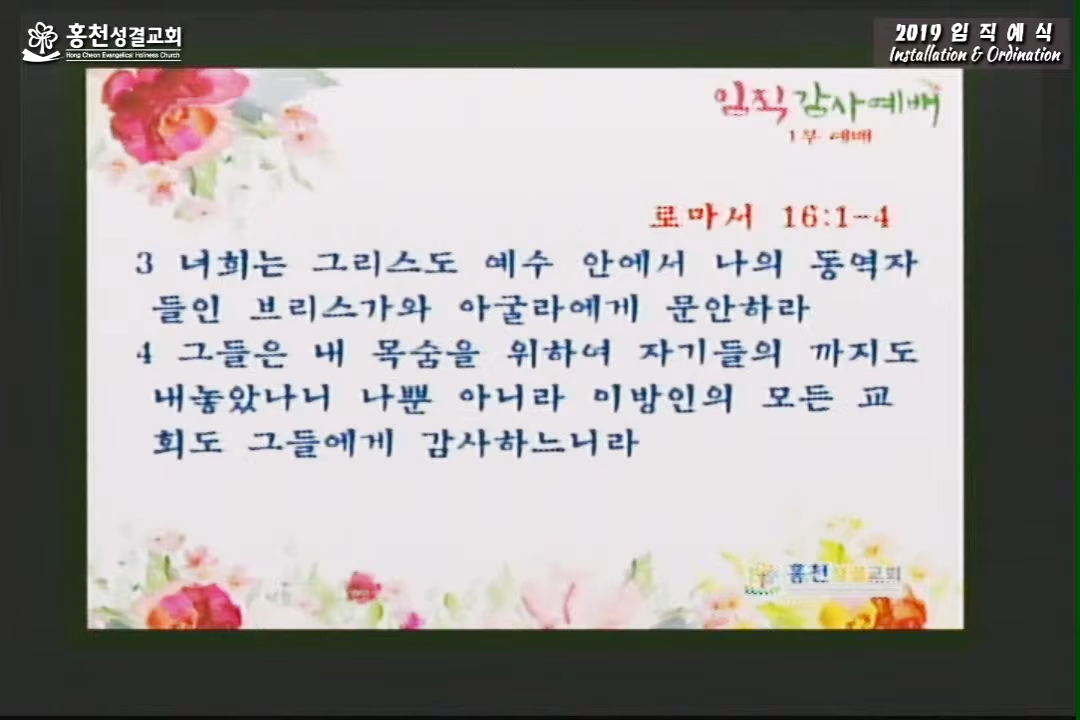 홍천성결교회
Hong Cheon Evangelical Holiness Church
2019 임 직 예 식
Installation & Ordination
임직감사예배
1부 예배
로마서 16:1-4
3 너희는 그리스도 예수 안에서 나의 동역자
들인 브리스가와 아굴라에게 문안하라
4 그들은 내 목숨을 위하여 자기들의 까지도
내놓았나니 나뿐 아니라 이방인의 모든 교
회도 그들에게 감사하느니라
홍천성결교회